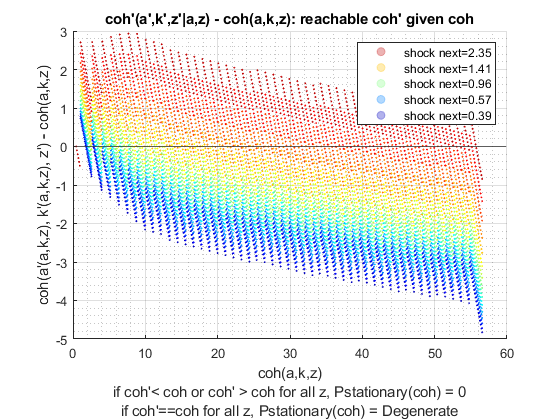 coh'(a',k',z'|a,z) - coh(a,k,z): reachable coh' given coh
coh(a'(a,k,z), k'(a,k,z), z') - coh(a,k,z)
3
2
1
0
-1
-2
-3
-4
-5
shock next=2.35
shock next=1.41
shock next=0.96
shock next=0.57
shock next=0.39
0
10
20
30
40
50
60
coh(a,k,z)
if coh'< coh or coh' > coh for all z, Pstationary(coh) = 0
if coh'==coh for all z, Pstationary(coh) = Degenerate